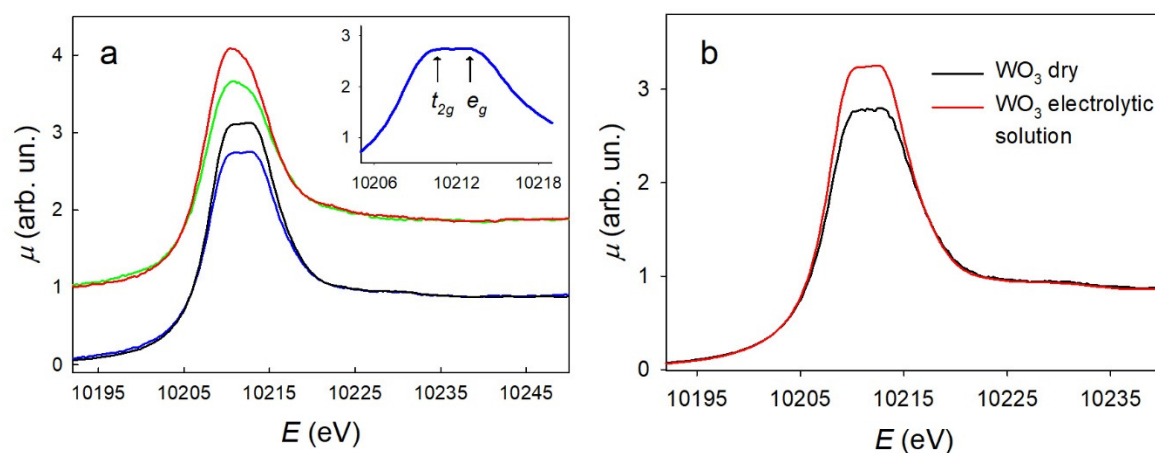 a
4
3
2
1
0
μ (arb. un.)
10195 10205 10215 10225 10235 10245
E (eV)
3
2
1
t2g
eg
10206 10212 10218
b
3
2
1
0
μ (arb. un.)
10195 10205 10215 10225 10235
E (eV)
WO3 dry
WO3 electrolytic
solution